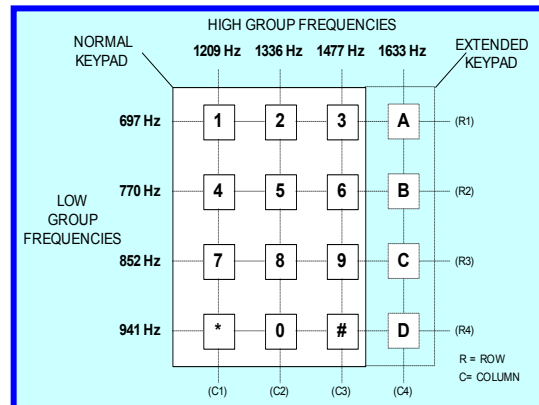 HIGH GROUP FREQUENCIES
NORMAL
KEYPAD
1209 Hz 1336 Hz 1477 Hz 1633 Hz
EXTENDED
KEYPAD
697 Hz 1 2 3 A (R1)
770 Hz 4 5 6 B (R2)
LOW
GROUP
FREQUENCIES
852 Hz 7 8 9 C (R3)
941 Hz * 0 # D (R4)
R = ROW
C= COLUMN
(C1) (C2) (C3) (C4)